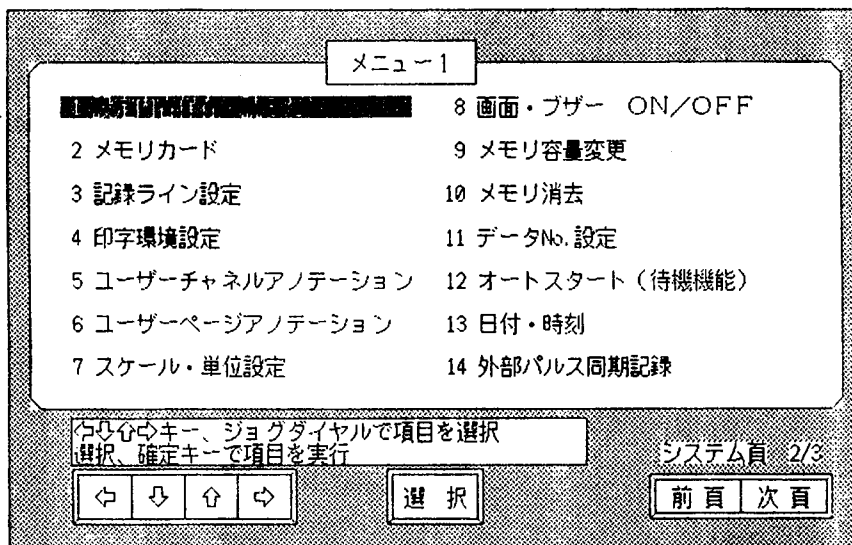 メニュー1
2 メモリカード
3 記録ライン設定
4 印字環境設定
5 ユーザーチャネルアノテーション
6 ユーザーページアノテーション
7 スケール・単位設定
8 画面・ブザー ON/OFF
9 メモリ容量変更
10 メモリ消去
11 データNo.設定
12 オートスタート(待機機能)
13 日付・時刻
14 外部パルス同期記録
⇦⇩⇧⇨キー、ジョグダイヤルで項目を選択
選択、確定キーで項目を実行
システム頁 2/3
⇦ ⇩ ⇧ ⇨ 選択 前頁 次頁